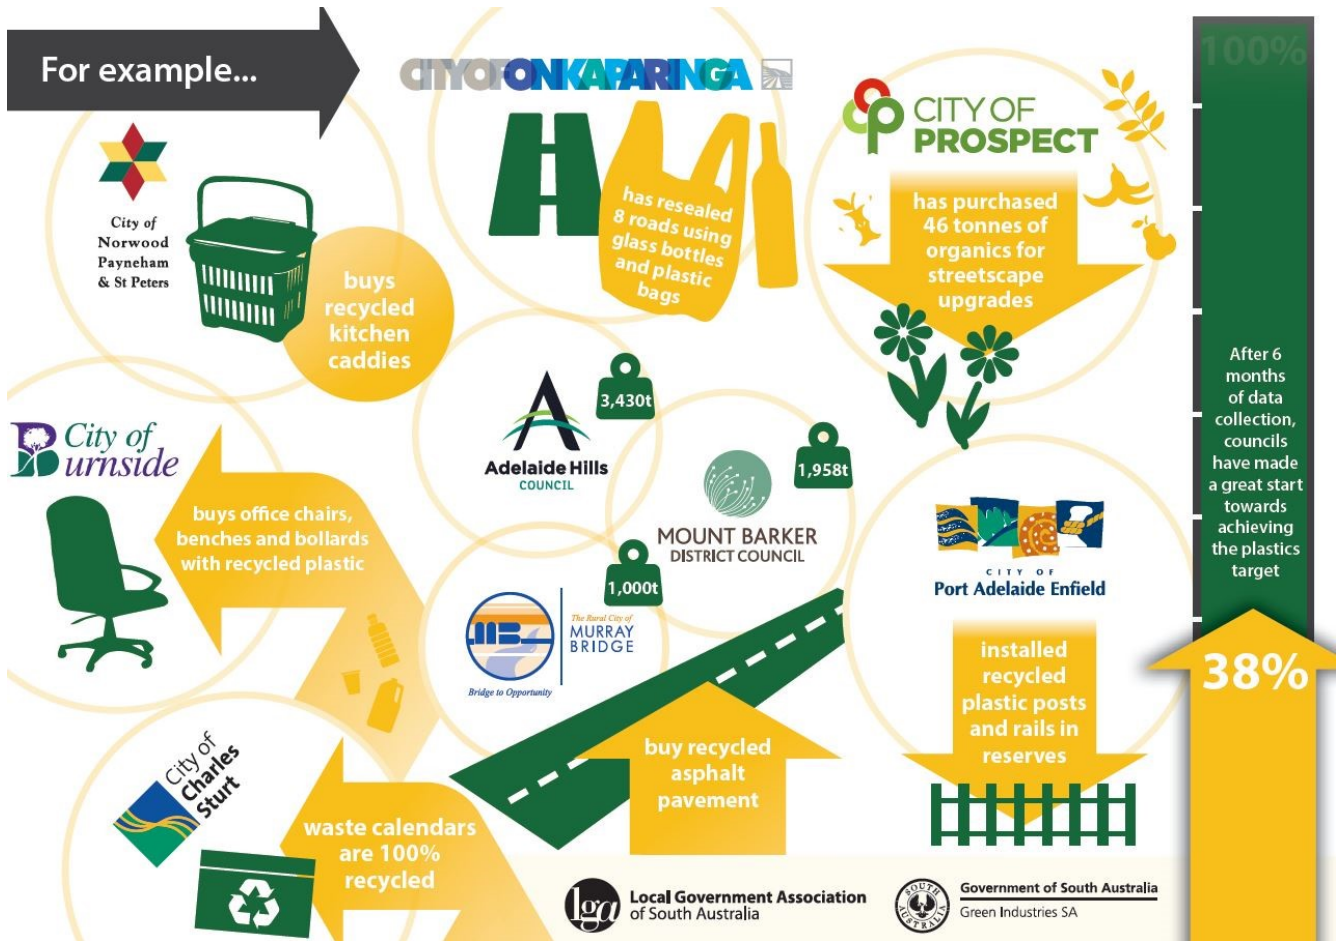 For example...
City of
Norwood
Payneham
& St Peters
buys
recycled
kitchen
caddies
CITYOFONKAPARINGA
has resealed
8 roads using
glass bottles
and plastic
bags
CITY OF
PROSPECT
has purchased
46 tonnes of
organics for
streetscape
upgrades
City of
Burnside
buys office chairs,
benches and bollards
with recycled plastic
Adelaide Hills
COUNCIL
3,430t
MOUNT BARKER
DISTRICT COUNCIL
1,958t
The Rural City of
MURRAY
BRIDGE
Bridge to Opportunity
1,000t
buy recycled
asphalt
pavement
CITY OF
Port Adelaide Enfield
installed
recycled
plastic posts
and rails in
reserves
City of
Charles
Sturt
waste calendars
are 100%
recycled
100%
After 6
months
of data
collection,
councils
have made
a great start
towards
achieving
the plastics
target
38%
lga
Local Government Association
of South Australia
SOUTH
AUSTRALIA
Government of South Australia
Green Industries SA